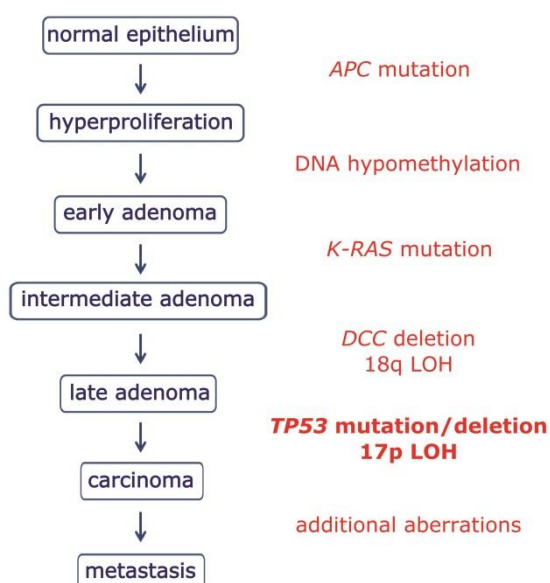 normal epithelium
APC mutation
hyperproliferation
DNA hypomethylation
early adenoma
K-RAS mutation
intermediate adenoma
DCC deletion
18q LOH
late adenoma
TP53 mutation/deletion
17p LOH
carcinoma
additional aberrations
metastasis